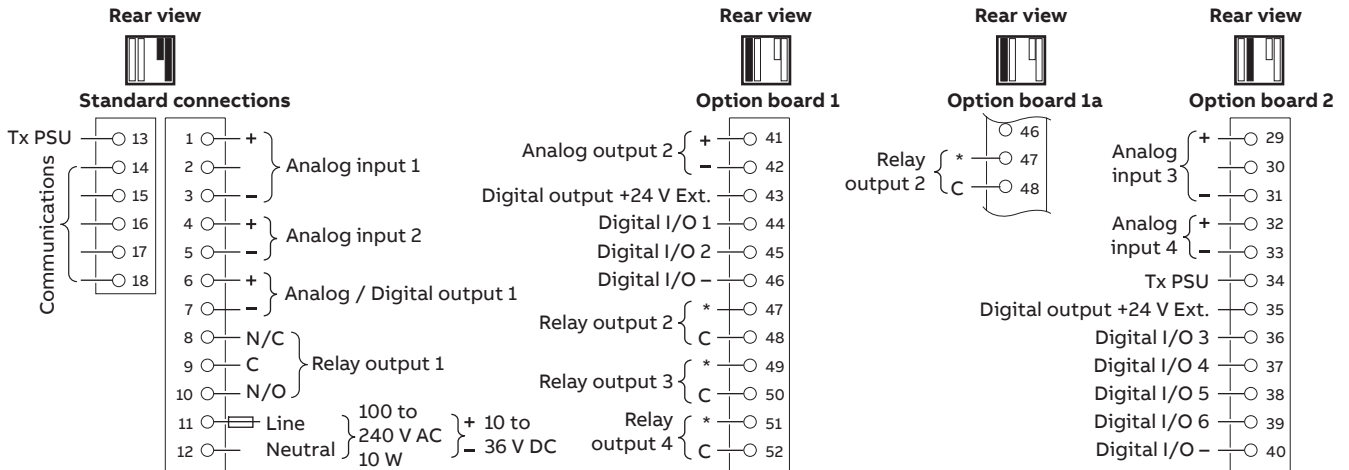 Rear view
Standard connections
Tx PSU 13
14
15
16
17
18
Communications
1 +
2
3 -
Analog input 1
4 +
5 -
Analog input 2
6 +
7 -
Analog / Digital output 1
8 N/C
9 C
10 N/O
Relay output 1
11 Line
12 Neutral
100 to
240 V AC
10 W
+ 10 to
- 36 V DC
Rear view
Option board 1
Analog output 2
+ 41
- 42
Digital output +24 V Ext. 43
Digital I/O 1 44
Digital I/O 2 45
Digital I/O – 46
Relay output 2
* 47
C 48
Relay output 3
* 49
C 50
Relay
output 4
* 51
C 52
Rear view
Option board 1a
46
Relay
output 2
* 47
C 48
Rear view
Option board 2
Analog
input 3
+ 29
30
- 31
Analog
input 4
+ 32
- 33
Tx PSU 34
Digital output +24 V Ext. 35
Digital I/O 3 36
Digital I/O 4 37
Digital I/O 5 38
Digital I/O 6 39
Digital I/O – 40